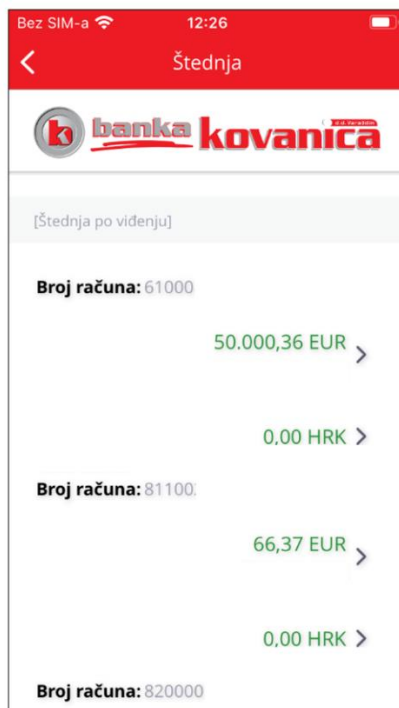 Bez SIM-a 12:26
Štednja
banka kovanica
[Štednja po viđenju]
Broj računa: 61000
50.000,36 EUR
0,00 HRK
Broj računa: 81100
66,37 EUR
0,00 HRK
Broj računa: 820000